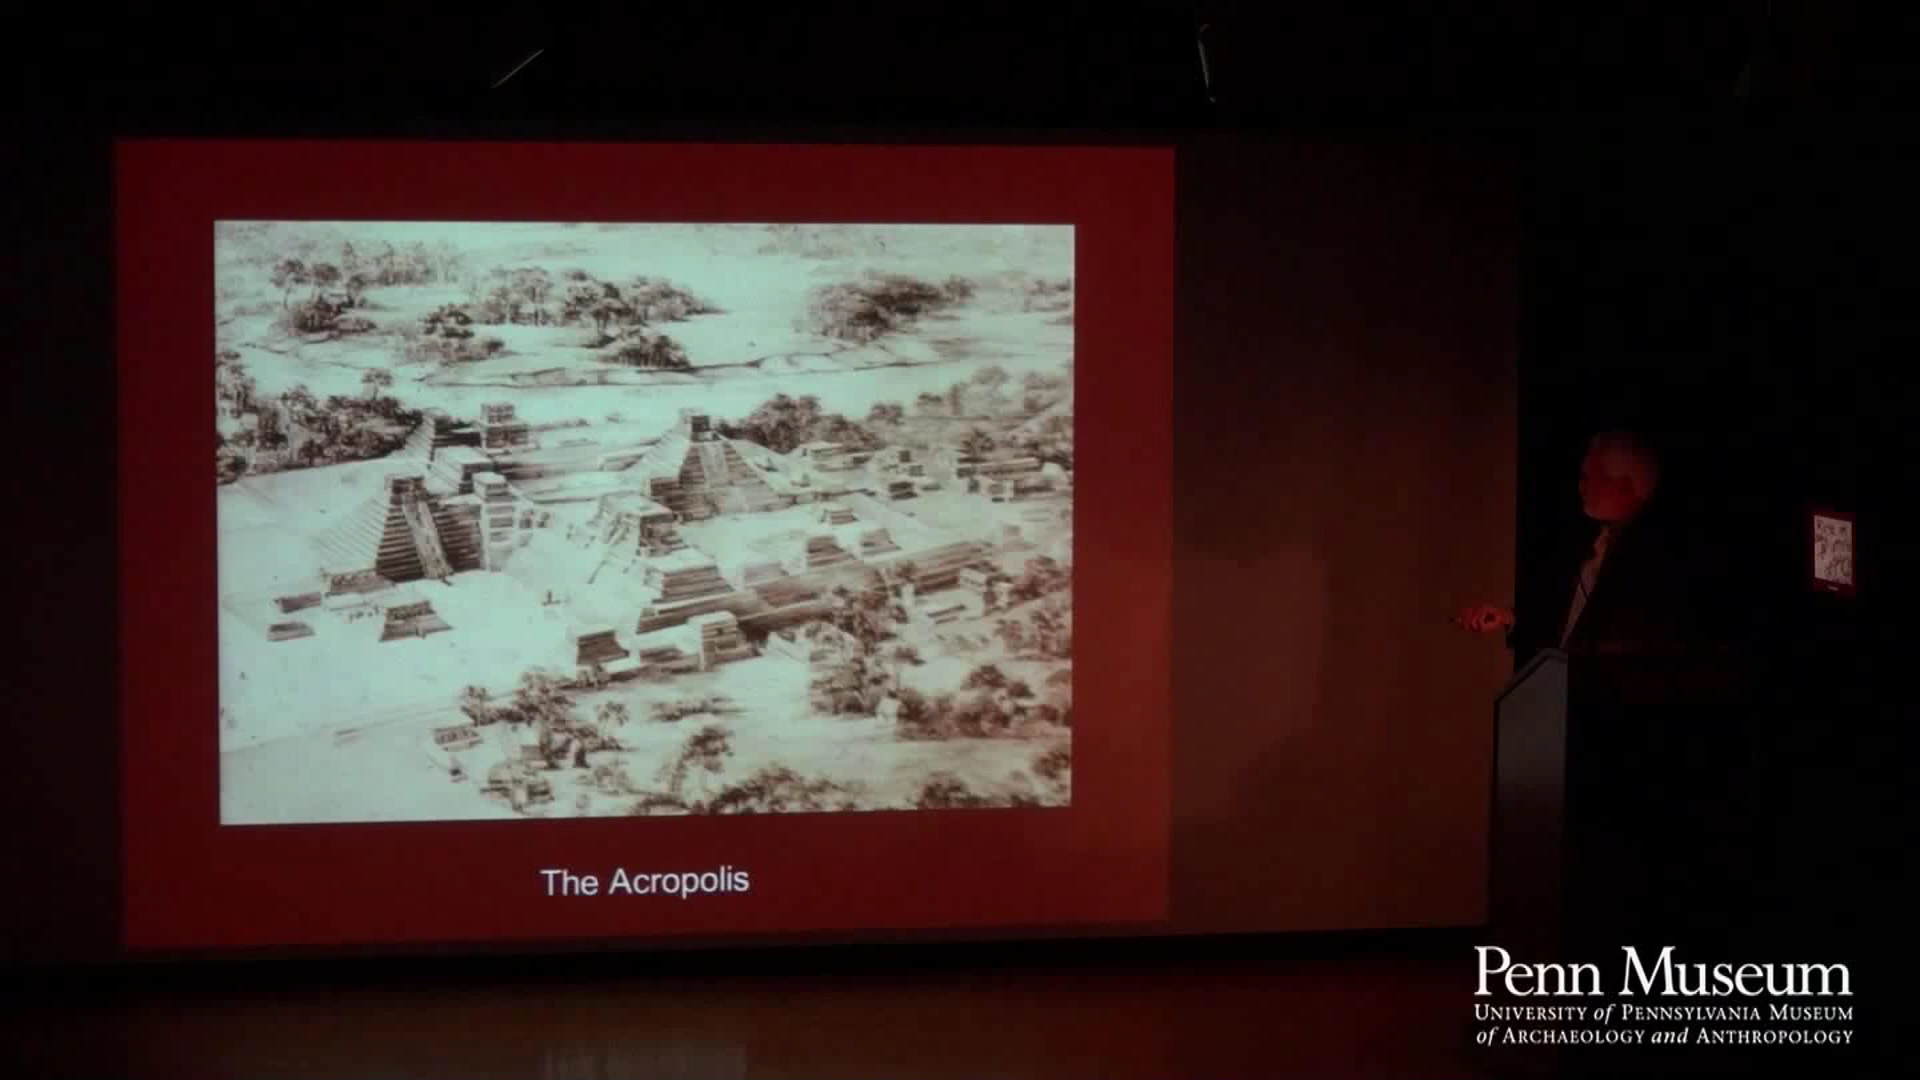 The Acropolis
Penn Museum
University of Pennsylvania Museum
of Archaeology and Anthropology